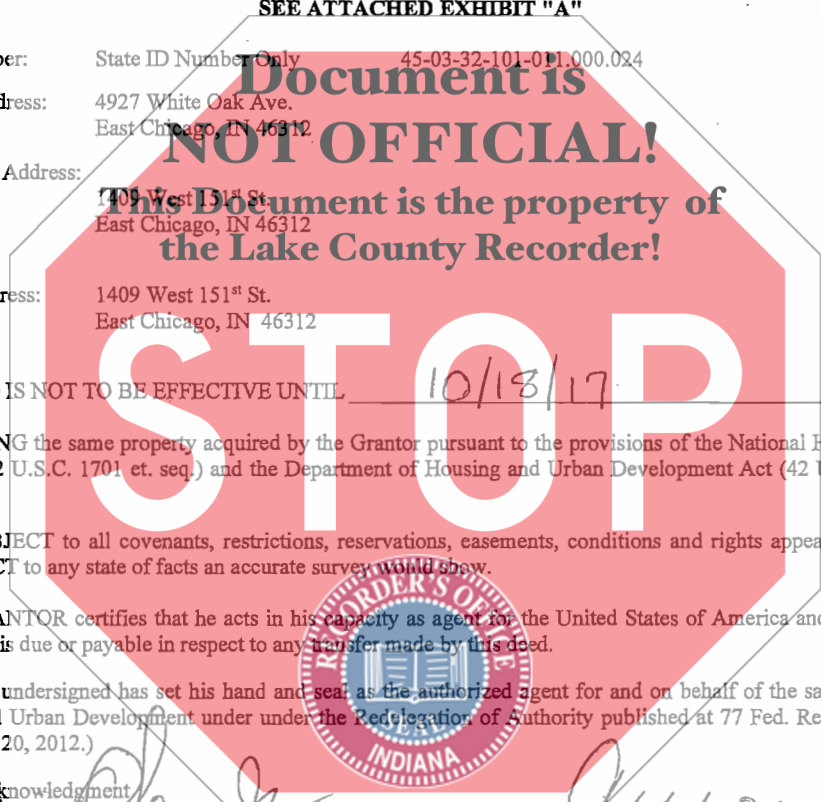 SEE ATTACHED EXHIBIT "A"
ber: State ID Number Only 45-03-32-101-011.000.024
Document is
dress: 4927 White Oak Ave.
East Chicago, IN 46312
NOT OFFICIAL!
Address:
1409 West 151st St.
This Document is the property of
East Chicago, IN 46312
the Lake County Recorder!
ress: 1409 West 151st St.
East Chicago, IN 46312
STOP
IS NOT TO BE EFFECTIVE UNTIL 10/18/17
NG the same property acquired by the Grantor pursuant to the provisions of the National H
2 U.S.C. 1701 et. seq.) and the Department of Housing and Urban Development Act (42 U
BJECT to all covenants, restrictions, reservations, easements, conditions and rights appea
CT to any state of facts an accurate survey would show.
RECORDER'S OFFICE
ANTOR certifies that he acts in his capacity as agent for the United States of America and
is due or payable in respect to any transfer made by this deed.
undersigned has set his hand and seal as the authorized agent for and on behalf of the sa
Urban Development under under the Redelegation of Authority published at 77 Fed. Re
SEAL
20, 2012.)
INDIANA
knowledgment